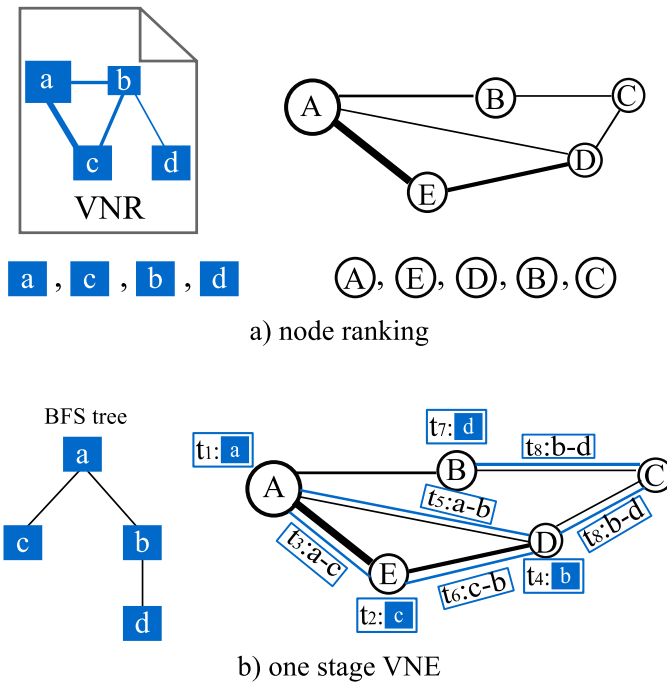 a
b
c
d
VNR
A
B
C
D
E
a , c , b , d
A, E, D, B, C
a) node ranking
BFS tree
a
c
b
d
t1: a
t7: d
t8:b-d
A
B
C
t5:a-b
t8:b-d
t3:a-c
D
E
t6:c-b
t4: b
t2: c
b) one stage VNE